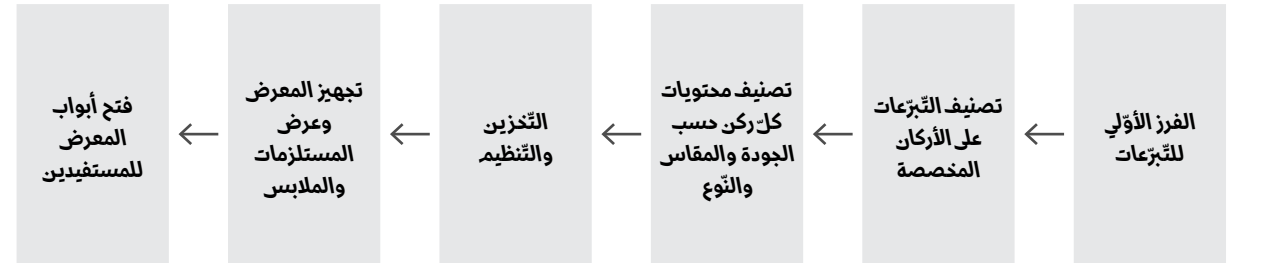 الفرز الأوّلي
للتّبرّعات
تصنيف التّبرّعات
على الأركان
المخصصة
تصنيف محتويات
كلّ ركن حسب
الجودة والمقاس
والنّوع
التّخزين
والتّنظيم
تجهيز المعرض
وعرض
المستلزمات
والملابس
فتح أبواب
المعرض
للمستفيدين